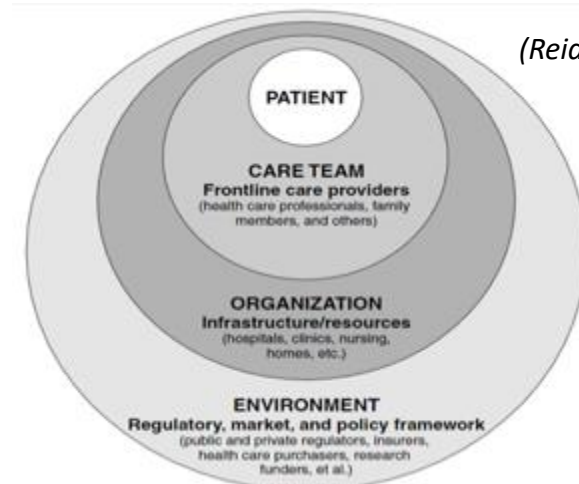 (Reid
PATIENT
CARE TEAM
Frontline care providers
(health care professionals, family
members, and others)
ORGANIZATION
Infrastructure/resources
(hospitals, clinics, nursing,
homes, etc.)
ENVIRONMENT
Regulatory, market, and policy framework
(public and private regulators, insurers,
health care purchasers, research
funders, et al.)